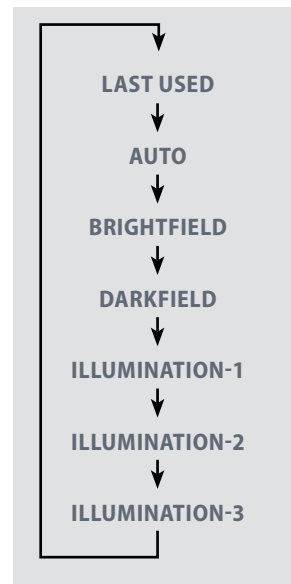 LAST USED
AUTO
BRIGHTFIELD
DARKFIELD
ILLUMINATION-1
ILLUMINATION-2
ILLUMINATION-3